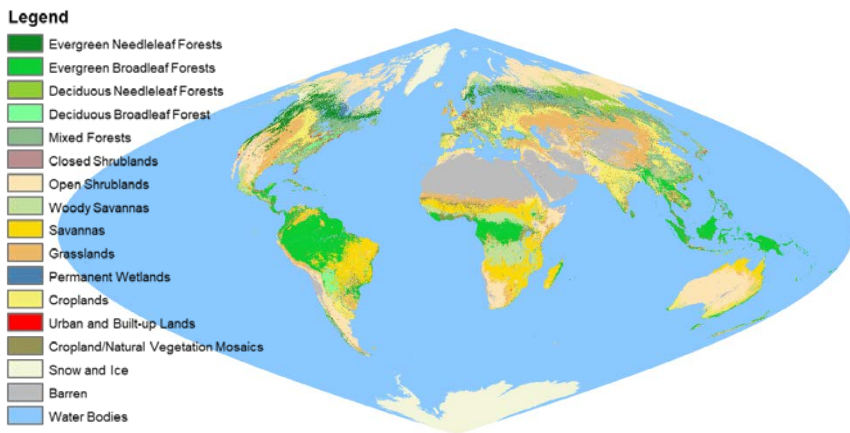 Legend
Evergreen Needleleaf Forests
Evergreen Broadleaf Forests
Deciduous Needleleaf Forests
Deciduous Broadleaf Forest
Mixed Forests
Closed Shrublands
Open Shrublands
Woody Savannas
Savannas
Grasslands
Permanent Wetlands
Croplands
Urban and Built-up Lands
Cropland/Natural Vegetation Mosaics
Snow and Ice
Barren
Water Bodies